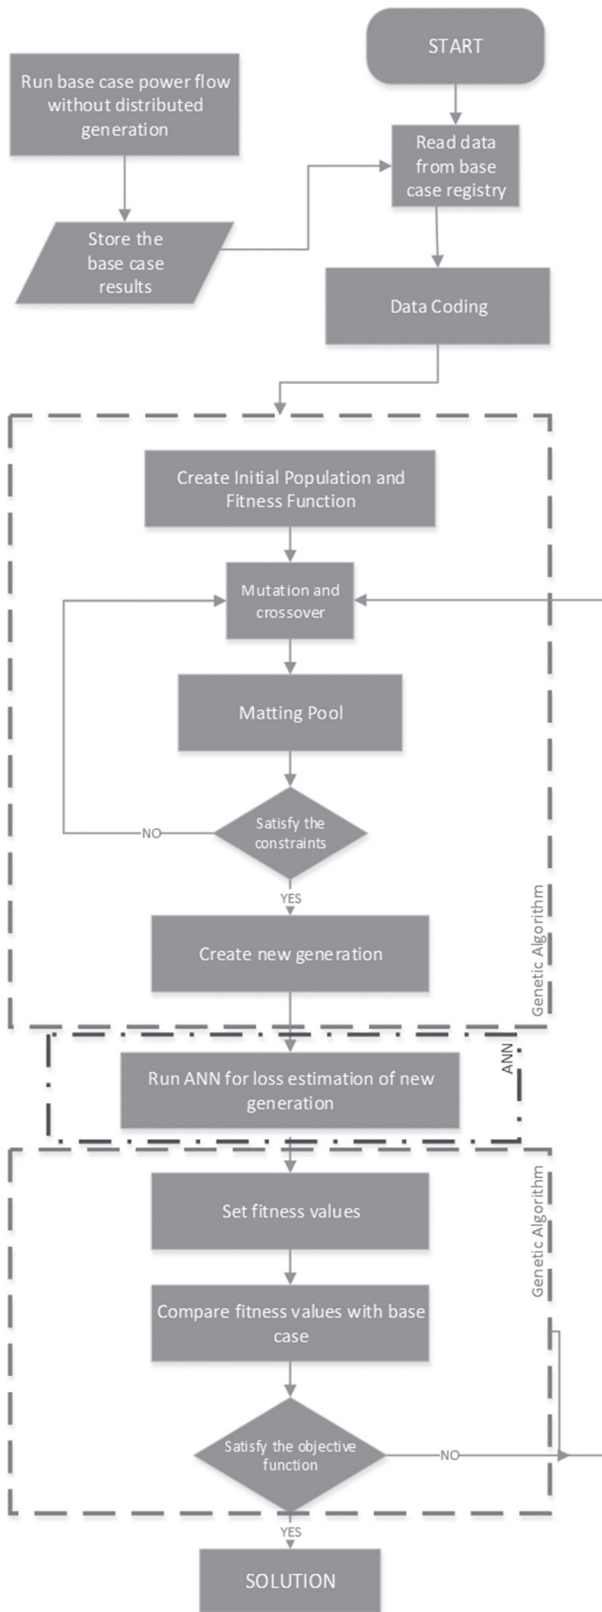 START
Run base case power flow
without distributed
generation
Read data
from base
case registry
Store the
base case
results
Data Coding
Create Initial Population and
Fitness Function
Mutation and
crossover
Matting Pool
Satisfy the
constraints
NO
YES
Create new generation
Genetic Algorithm
ANN
Run ANN for loss estimation of new
generation
Set fitness values
Genetic Algorithm
Compare fitness values with base
case
Satisfy the objective
function
NO
YES
SOLUTION